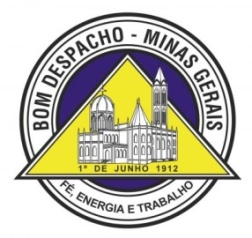 BOM DESPACHO - MINAS GERAIS
1º DE JUNHO 1912
FÉ, ENERGIA E TRABALHO